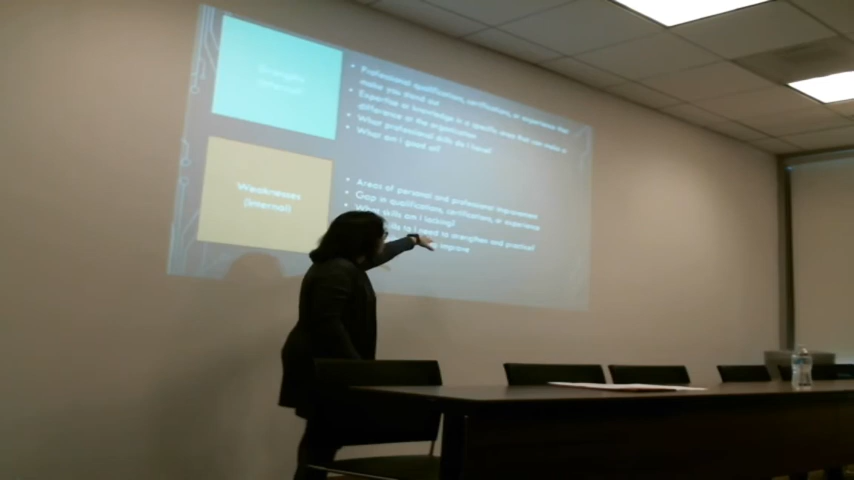 Strengths
(Internal)
• Professional qualifications, certifications, or experience that
make you stand out
• Expertise or knowledge in a specific area that can make a
difference in the organization
• What professional skills do I have?
• What am I good at?
Weaknesses
(Internal)
• Areas of personal and professional improvement
• Gap in qualifications, certifications, or experience
• What skills am I lacking?
skills do I need to strengthen and practice?
improve